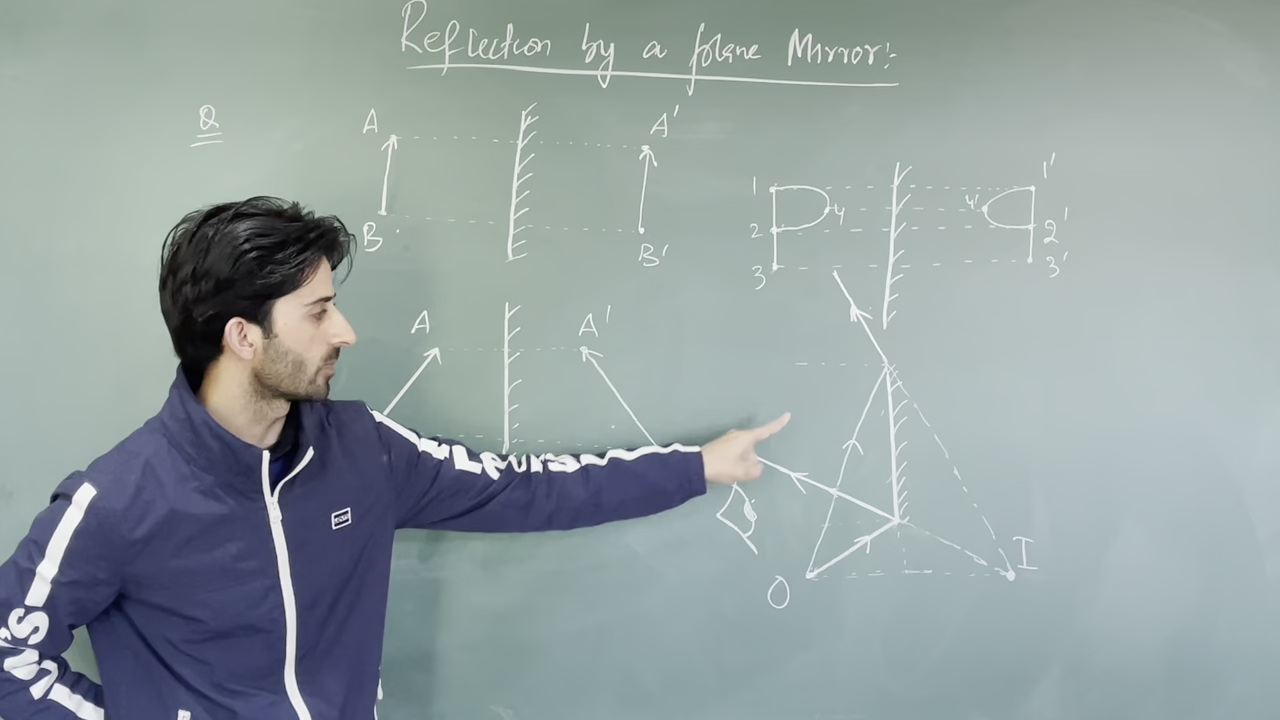 Reflection by a plane Mirror:-
Q
A
A'
B
B'
1
1'
4
4'
2
2'
3
3'
A
A'
O
I